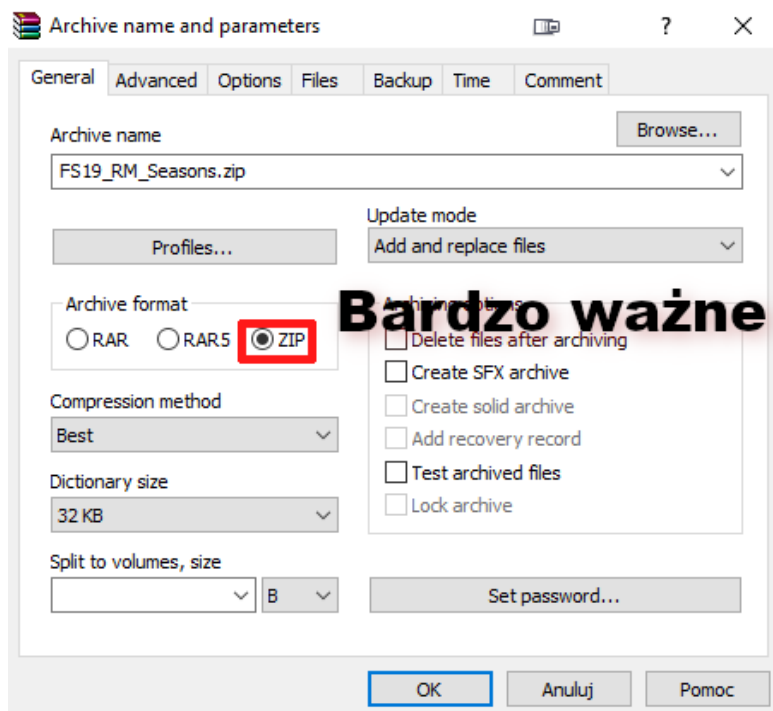 Archive name and parameters
?
General Advanced Options Files Backup Time Comment
Archive name
Browse...
FS19_RM_Seasons.zip
Profiles...
Update mode
Add and replace files
Archive format
RAR RAR5 ZIP
Bardzo ważne
Archiving options
Delete files after archiving
Create SFX archive
Create solid archive
Add recovery record
Test archived files
Lock archive
Compression method
Best
Dictionary size
32 KB
Split to volumes, size
B
Set password...
OK Anuluj Pomoc